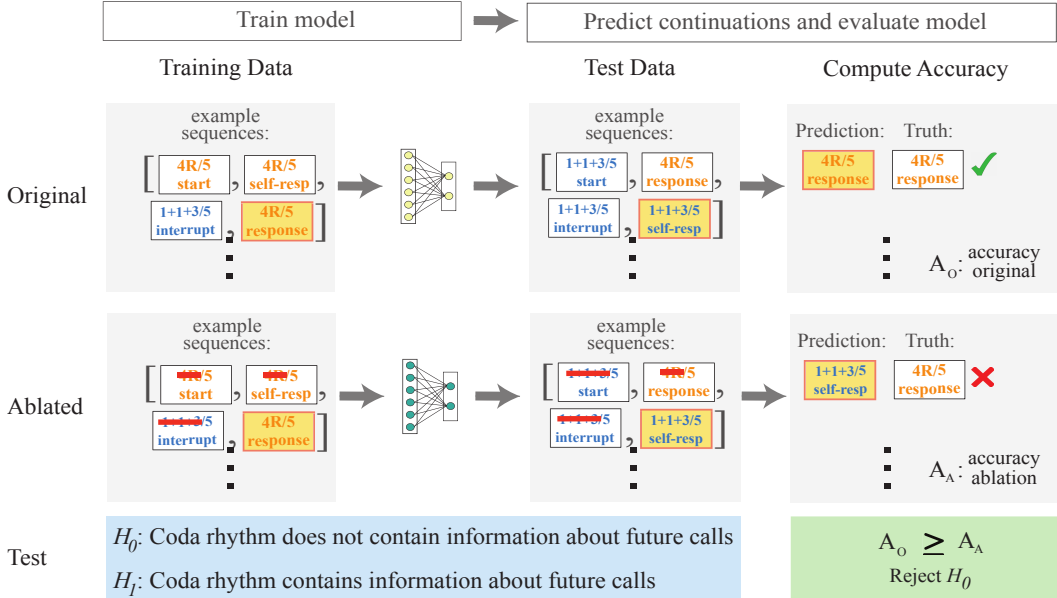 Train model
Predict continuations and evaluate model
Training Data
Test Data
Compute Accuracy
Original
example
sequences:
[ 4R/5
start ,
4R/5
self-resp ,
1+1+3/5
interrupt ,
4R/5
response ]
example
sequences:
[ 1+1+3/5
start ,
4R/5
response ,
1+1+3/5
interrupt ,
1+1+3/5
self-resp ]
Prediction: Truth:
4R/5
response
4R/5
response
A_O: accuracy
original
Ablated
example
sequences:
[ 4R/5
start ,
4R/5
self-resp ,
1+1+3/5
interrupt ,
4R/5
response ]
example
sequences:
[ 1+1+3/5
start ,
4R/5
response ,
1+1+3/5
interrupt ,
1+1+3/5
self-resp ]
Prediction: Truth:
1+1+3/5
self-resp
4R/5
response
A_A: accuracy
ablation
Test
H_0: Coda rhythm does not contain information about future calls
H_1: Coda rhythm contains information about future calls
A_O ≥ A_A
Reject H_0